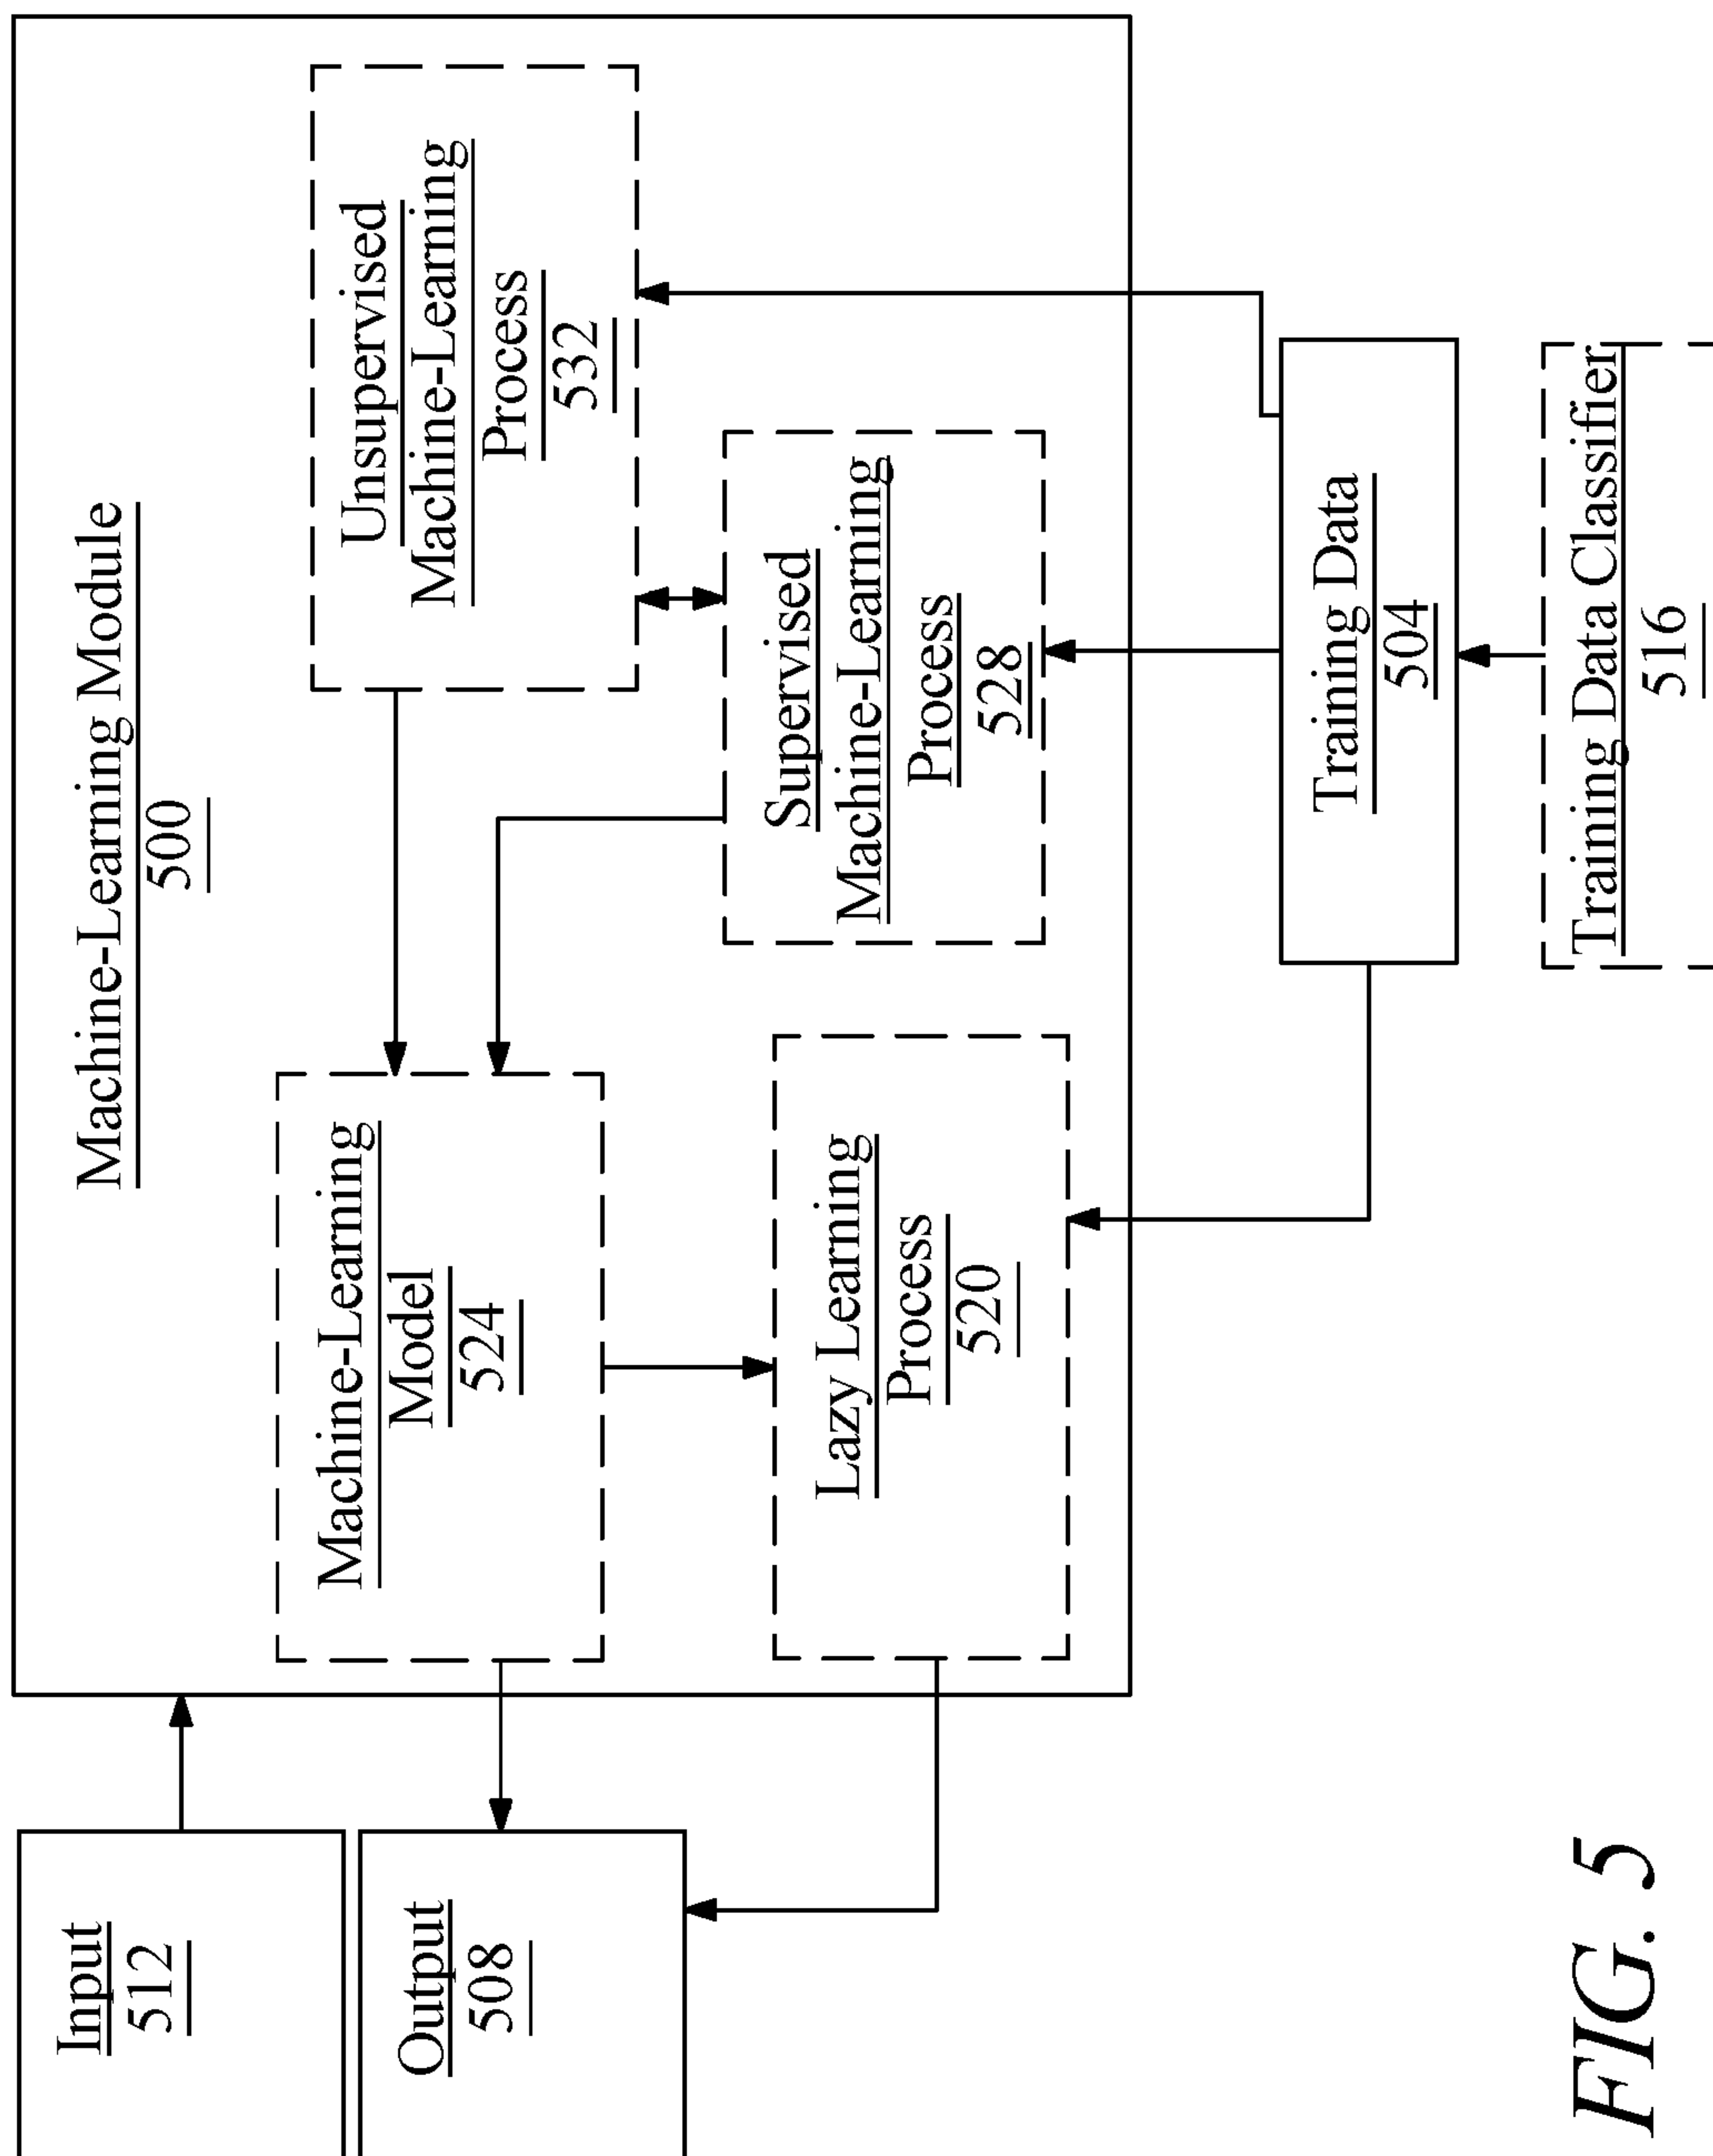 Machine-Learning Module
500
Input
512
Output
508
Machine-Learning
Model
524
Unsupervised
Machine-Learning
Process
532
Lazy Learning
Process
520
Supervised
Machine-Learning
Process
528
Training Data
504
Training Data Classifier
516
FIG. 5